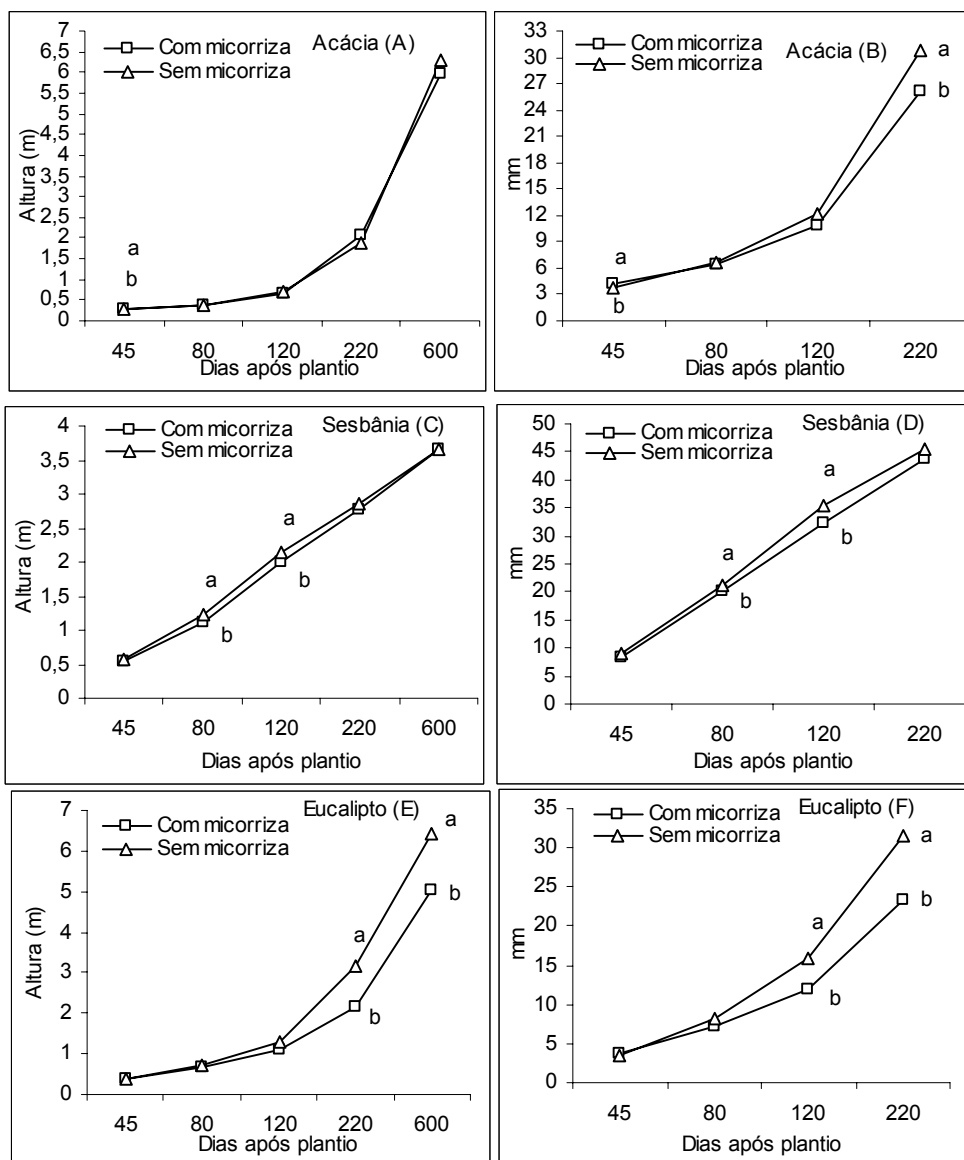 Acácia (A)
Com micorriza
Sem micorriza
Altura (m)
7
6,5
6
5,5
5
4,5
4
3,5
3
2,5
2
1,5
1
0,5
0
a
b
45 80 120 220 600
Dias após plantio
Acácia (B)
Com micorriza
Sem micorriza
mm
33
30
27
24
21
18
15
12
9
6
3
0
a
b
a
b
45 80 120 220
Dias após plantio
Sesbânia (C)
Com micorriza
Sem micorriza
Altura (m)
4
3,5
3
2,5
2
1,5
1
0,5
0
a
b
a
b
45 80 120 220 600
Dias após plantio
Sesbânia (D)
Com micorriza
Sem micorriza
mm
50
45
40
35
30
25
20
15
10
5
0
a
b
a
b
45 80 120 220
Dias após plantio
Eucalipto (E)
Com micorriza
Sem micorriza
Altura (m)
7
6
5
4
3
2
1
0
a
b
a
b
45 80 120 220 600
Dias após plantio
Eucalipto (F)
Com micorriza
Sem micorriza
mm
35
30
25
20
15
10
5
0
a
b
a
b
45 80 120 220
Dias após plantio